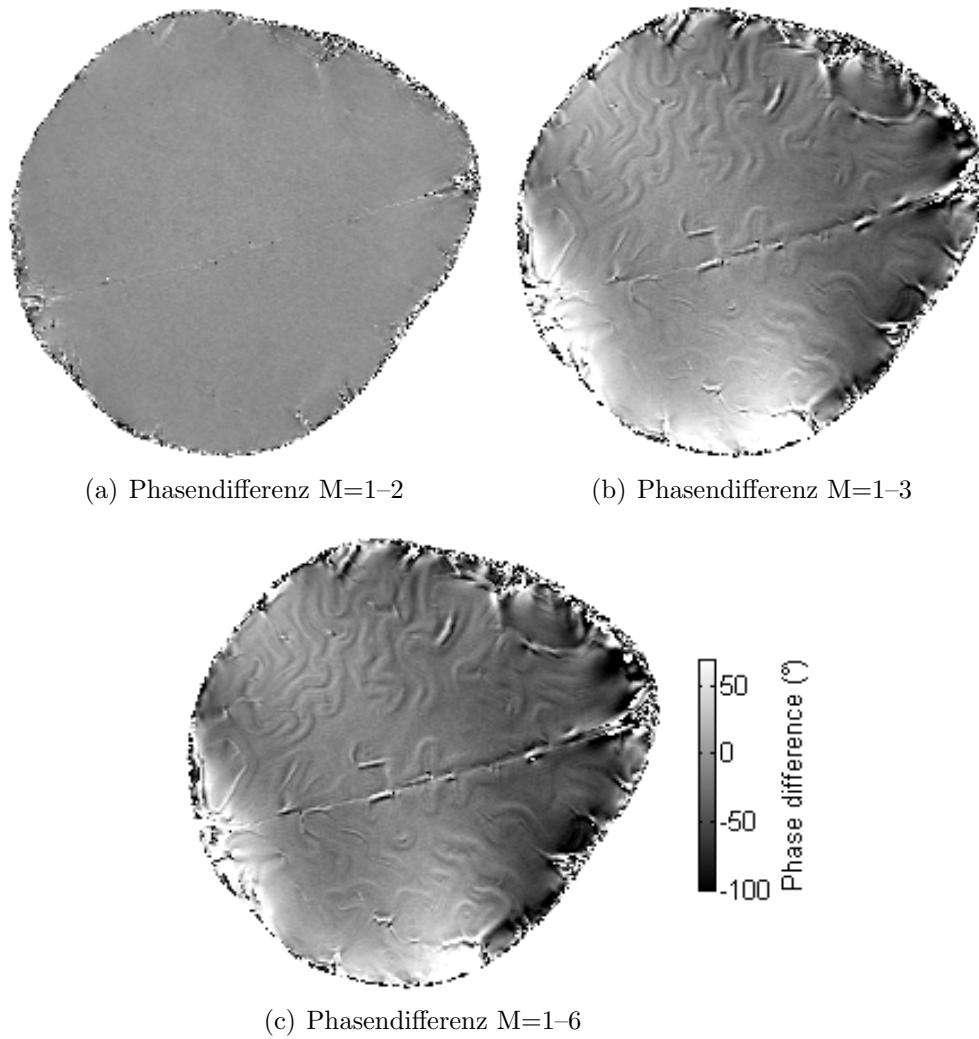 (a) Phasendifferenz M=1–2
(b) Phasendifferenz M=1–3
50
0
-50
-100
Phase difference (°)
(c) Phasendifferenz M=1–6